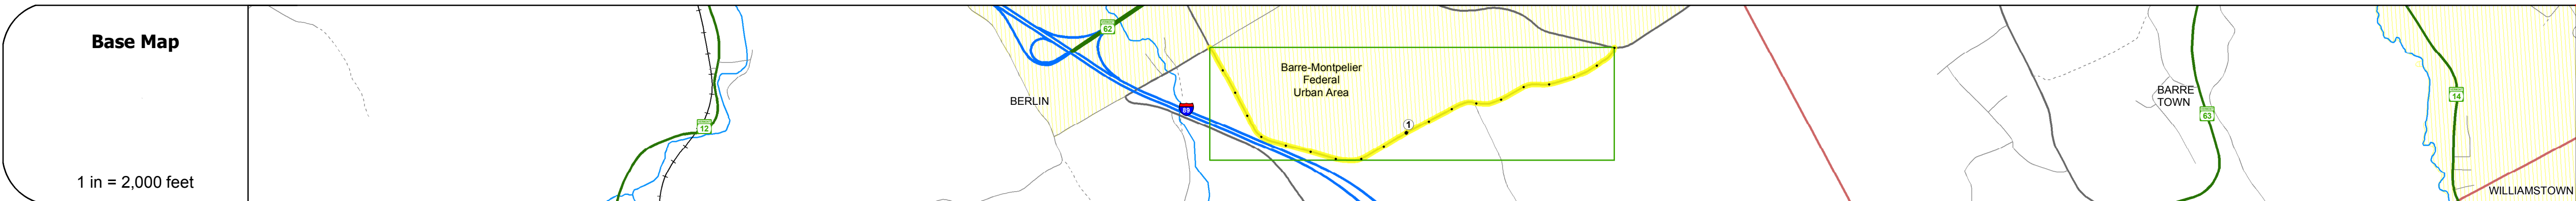 Base Map
1 in = 2,000 feet
12
BERLIN
62
89
Barre-Montpelier
Federal
Urban Area
1
BARRE
TOWN
63
14
WILLIAMSTOWN